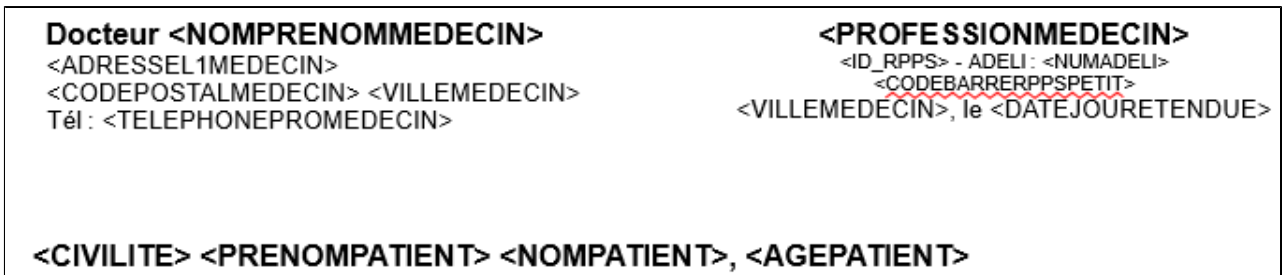 Docteur <NOMPRENOMMEDECIN>
<ADRESSEL1MEDECIN>
<CODEPOSTALMEDECIN> <VILLEMEDECIN>
Tél : <TELEPHONEPROMEDECIN>
<PROFESSIONMEDECIN>
<ID_RPPS> - ADELI : <NUMADELI>
<CODEBARRERPPSPETIT>
<VILLEMEDECIN>, le <DATEJOURETENDUE>
<CIVILITE> <PRENOMPATIENT> <NOMPATIENT>, <AGEPATIENT>